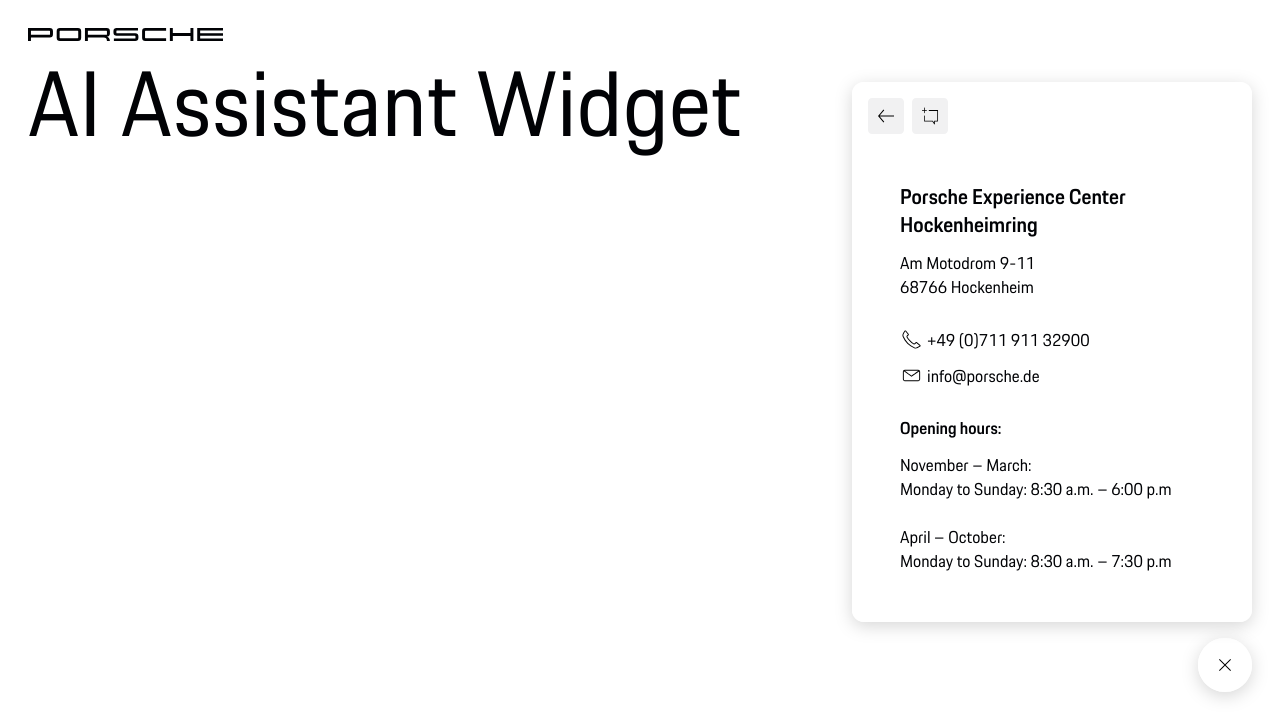 PORSCHE
AI Assistant Widget
Porsche Experience Center
Hockenheimring
Am Motodrom 9-11
68766 Hockenheim
+49 (0)711 911 32900
info@porsche.de
Opening hours:
November – March:
Monday to Sunday: 8:30 a.m. – 6:00 p.m
April – October:
Monday to Sunday: 8:30 a.m. – 7:30 p.m